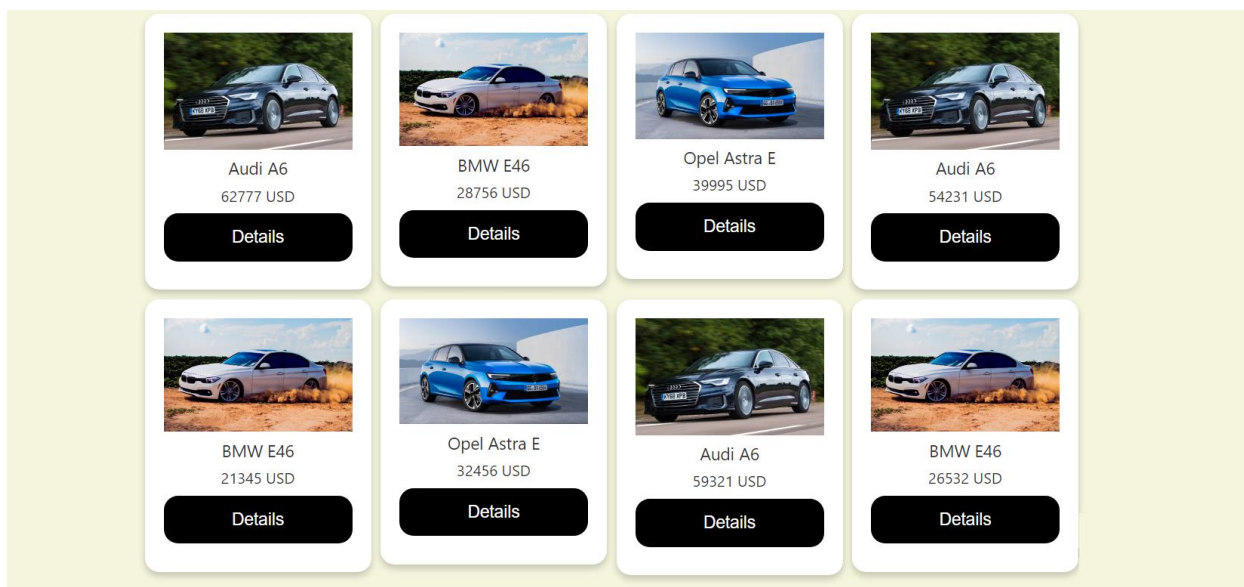 Audi A6
62777 USD
Details
BMW E46
28756 USD
Details
Opel Astra E
39995 USD
Details
Audi A6
54231 USD
Details
BMW E46
21345 USD
Details
Opel Astra E
32456 USD
Details
Audi A6
59321 USD
Details
BMW E46
26532 USD
Details